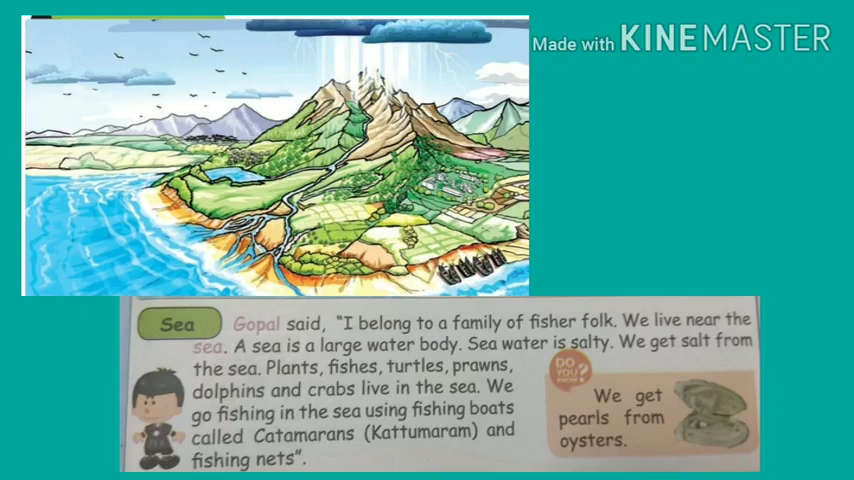 Made with KINEMASTER
Sea
Gopal said, "I belong to a family of fisher folk. We live near the
sea. A sea is a large water body. Sea water is salty. We get salt from
the sea. Plants, fishes, turtles, prawns,
dolphins and crabs live in the sea. We
go fishing in the sea using fishing boats
called Catamarans (Kattumaram) and
fishing nets".
DO
YOU
KNOW?
We get
pearls from
oysters.